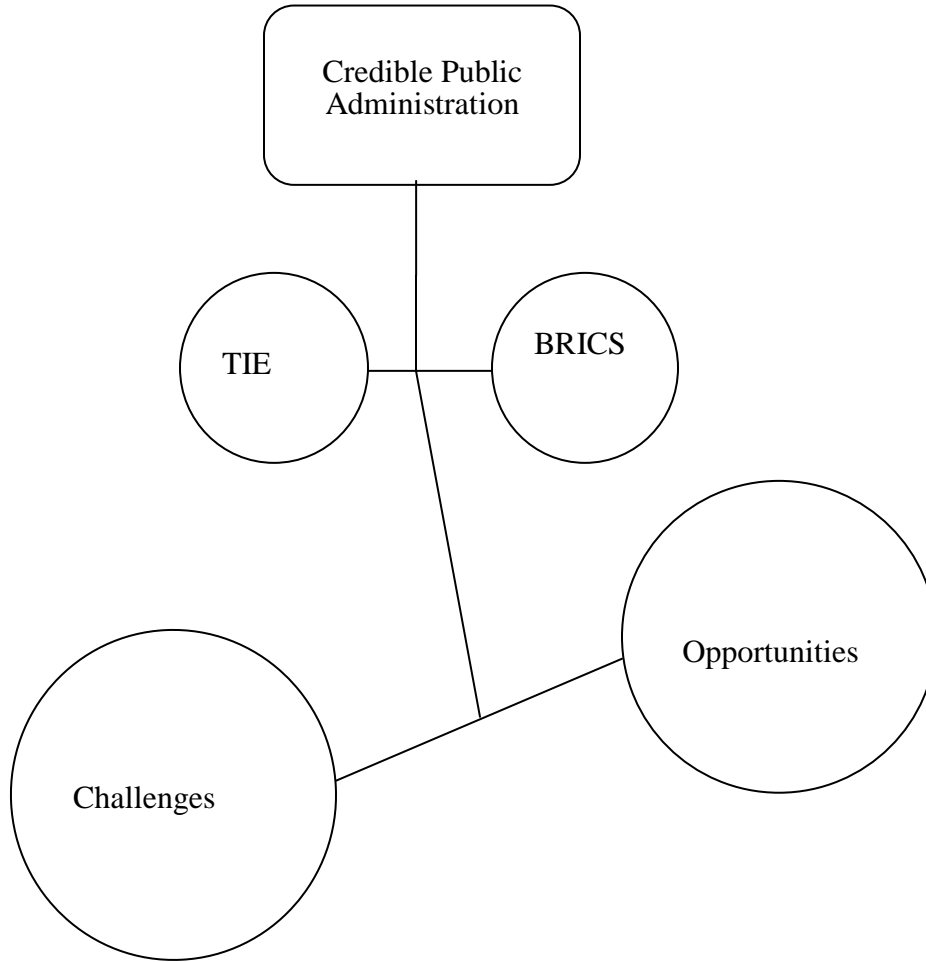 Credible Public
Administration
TIE
BRICS
Opportunities
Challenges